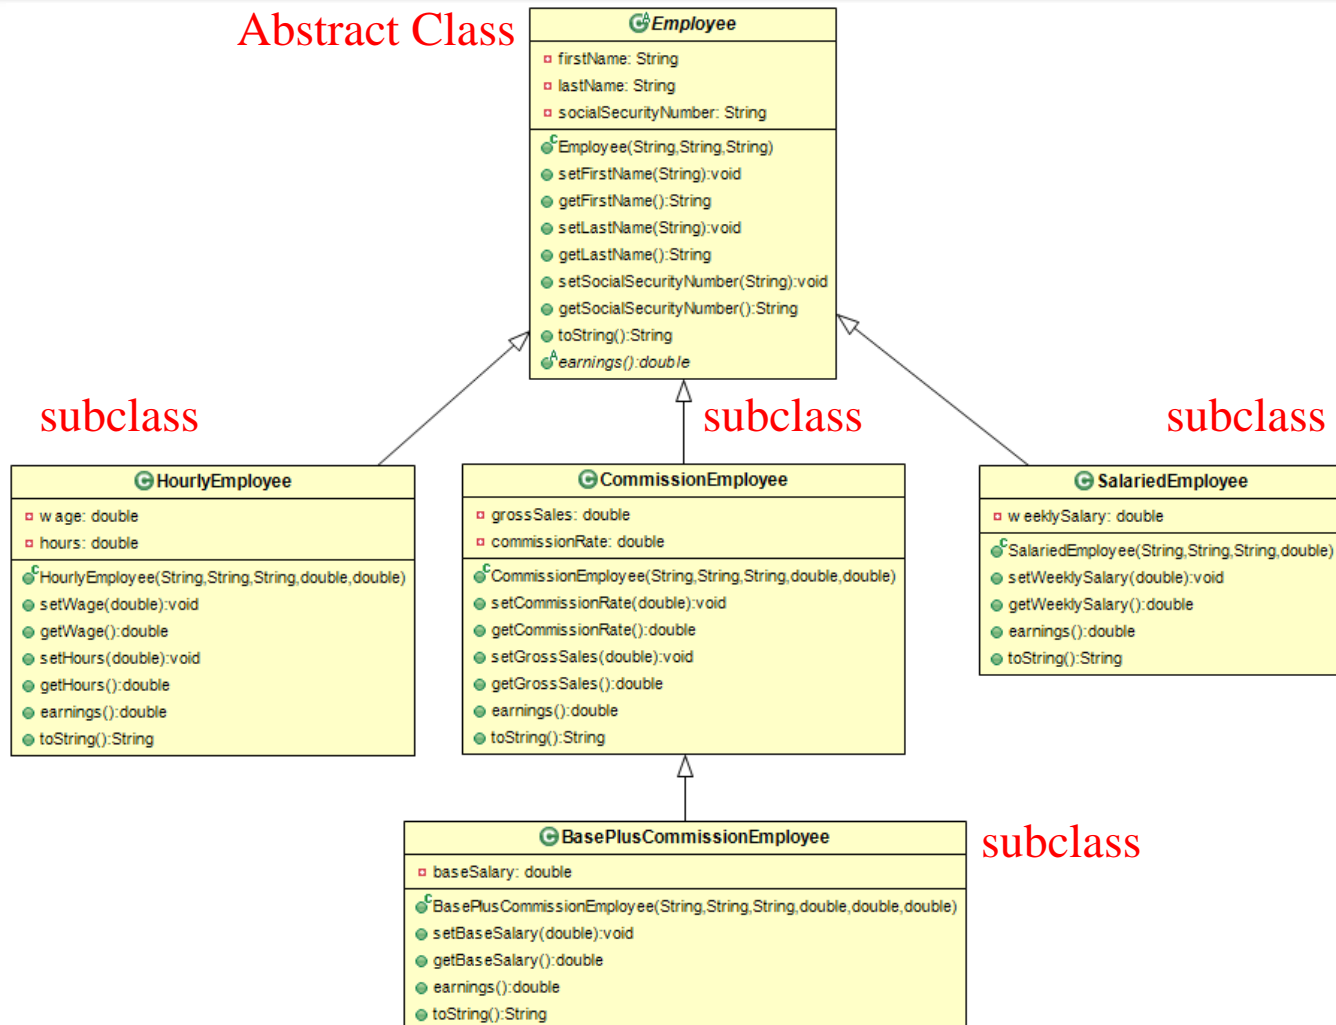 Abstract Class
Employee
firstName: String
lastName: String
socialSecurityNumber: String
Employee(String,String,String)
setFirstName(String):void
getFirstName():String
setLastName(String):void
getLastName():String
setSocialSecurityNumber(String):void
getSocialSecurityNumber():String
toString():String
earnings():double
subclass
subclass
subclass
HourlyEmployee
wage: double
hours: double
HourlyEmployee(String,String,String,double,double)
setWage(double):void
getWage():double
setHours(double):void
getHours():double
earnings():double
toString():String
CommissionEmployee
grossSales: double
commissionRate: double
CommissionEmployee(String,String,String,double,double)
setCommissionRate(double):void
getCommissionRate():double
setGrossSales(double):void
getGrossSales():double
earnings():double
toString():String
SalariedEmployee
weeklySalary: double
SalariedEmployee(String,String,String,double)
setWeeklySalary(double):void
getWeeklySalary():double
earnings():double
toString():String
BasePlusCommissionEmployee
subclass
baseSalary: double
BasePlusCommissionEmployee(String,String,String,double,double,double)
setBaseSalary(double):void
getBaseSalary():double
earnings():double
toString():String